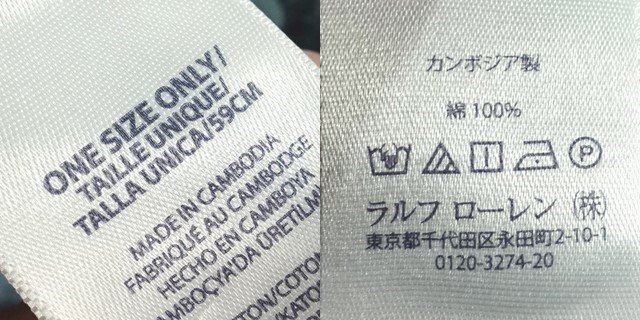 ONE SIZE ONLY/
TAILLE UNIQUE/
TALLA UNICA/59CM
MADE IN CAMBODIA
FABRIQUÉ AU CAMBODGE
HECHO EN CAMBOYA
カンボジア製
綿 100%
P
ラルフ ローレン (株)
東京都千代田区永田町2-10-1
0120-3274-20